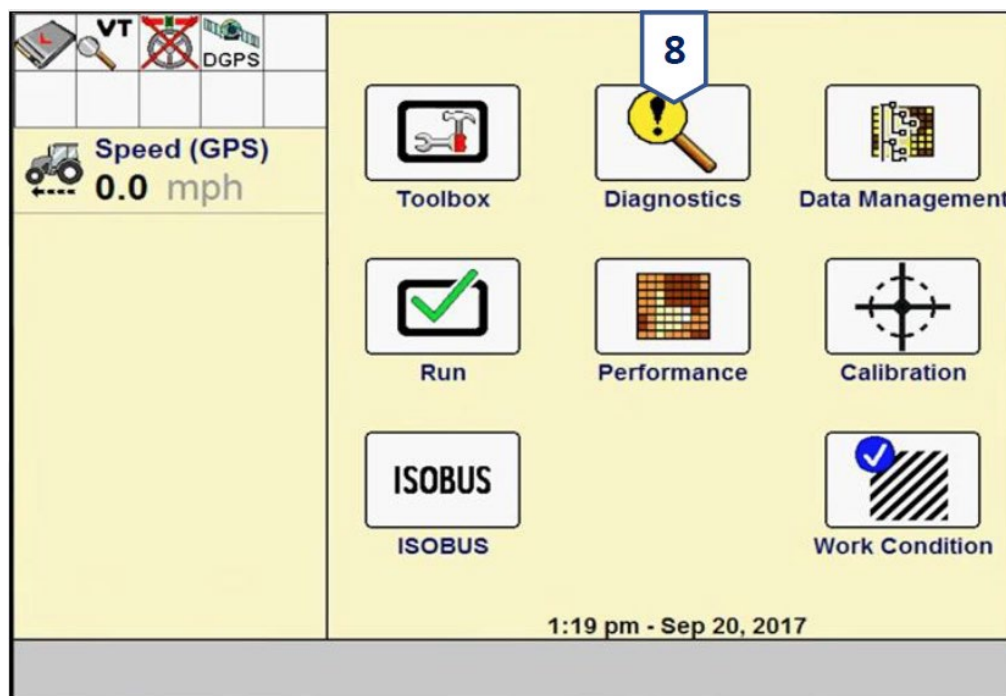 VT
DGPS
Speed (GPS)
0.0 mph
8
Toolbox
Diagnostics
Data Management
Run
Performance
Calibration
ISOBUS
ISOBUS
Work Condition
1:19 pm - Sep 20, 2017